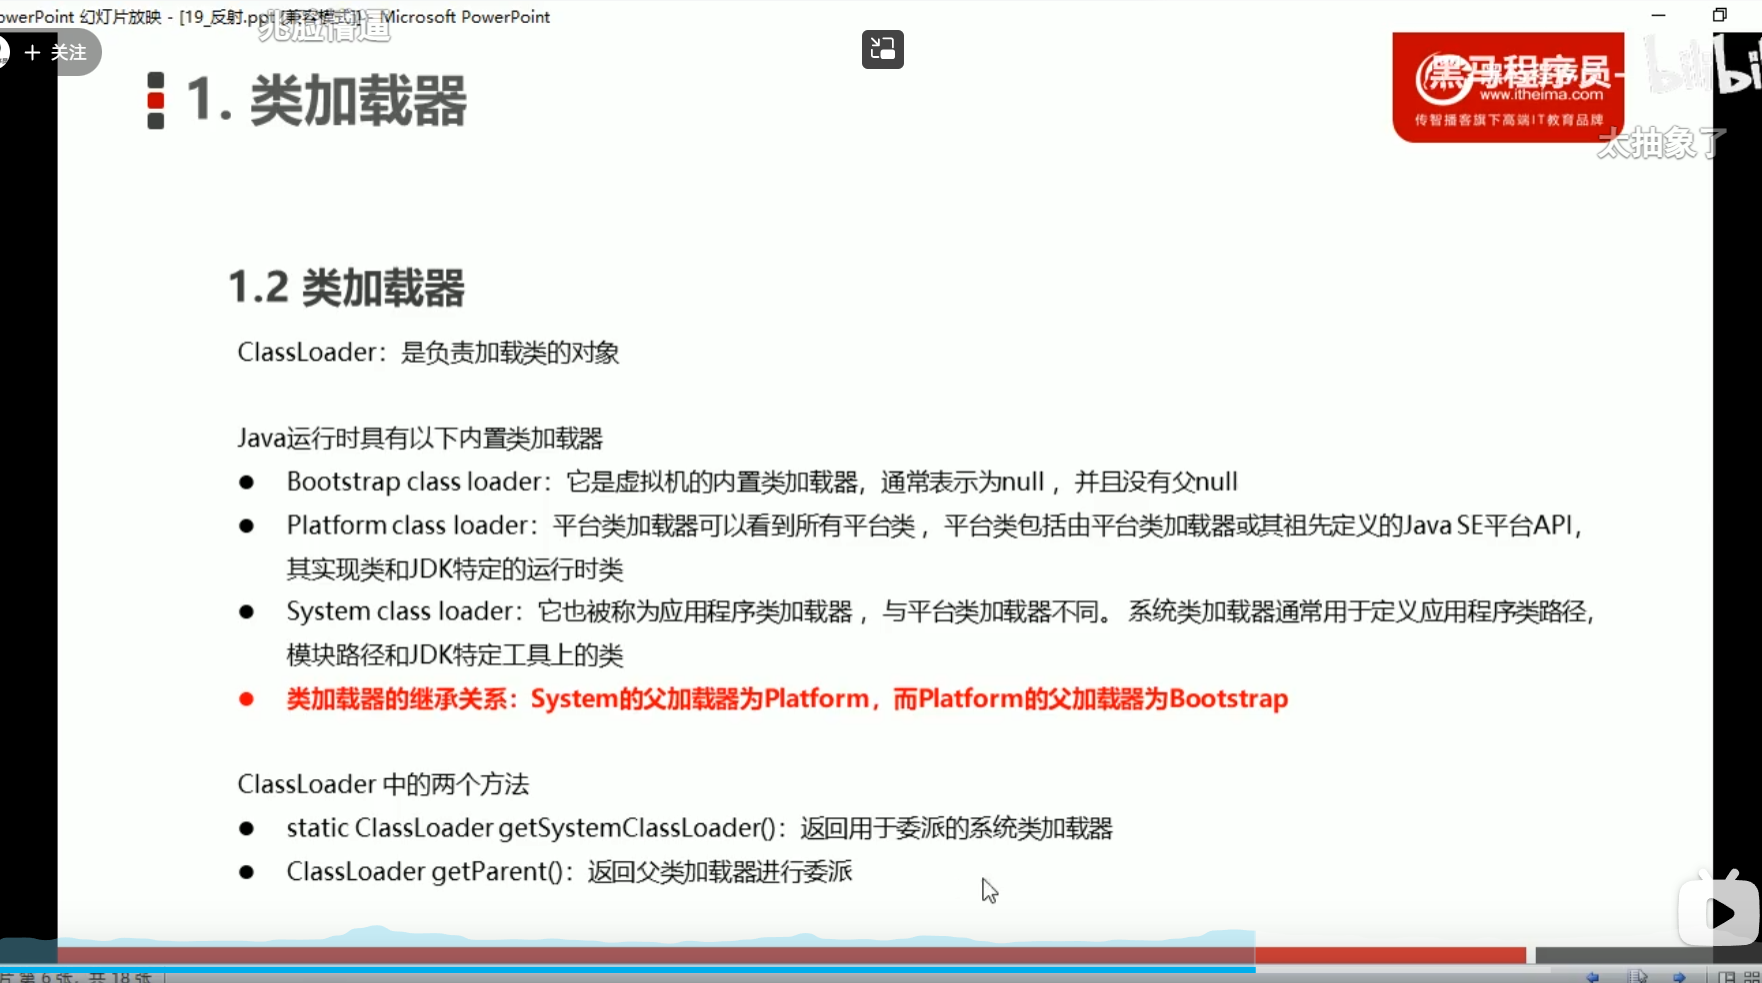 owerPoint 幻灯片放映 - [19_反射.ppt [兼容模式]] - Microsoft PowerPoint
兆应懵逼
+ 关注
1. 类加载器
黑马程序员
黑马程序员-
www.itheima.com
传智播客旗下高端IT教育品牌
bilibi
太抽象了
1.2 类加载器
ClassLoader：是负责加载类的对象
Java运行时具有以下内置类加载器
● Bootstrap class loader：它是虚拟机的内置类加载器，通常表示为null ，并且没有父null
● Platform class loader：平台类加载器可以看到所有平台类 ，平台类包括由平台类加载器或其祖先定义的Java SE平台API，
其实现类和JDK特定的运行时类
● System class loader：它也被称为应用程序类加载器 ，与平台类加载器不同。 系统类加载器通常用于定义应用程序类路径，
模块路径和JDK特定工具上的类
● 类加载器的继承关系：System的父加载器为Platform，而Platform的父加载器为Bootstrap
ClassLoader 中的两个方法
● static ClassLoader getSystemClassLoader()：返回用于委派的系统类加载器
● ClassLoader getParent()：返回父类加载器进行委派
片 第 6 张，共 18 张